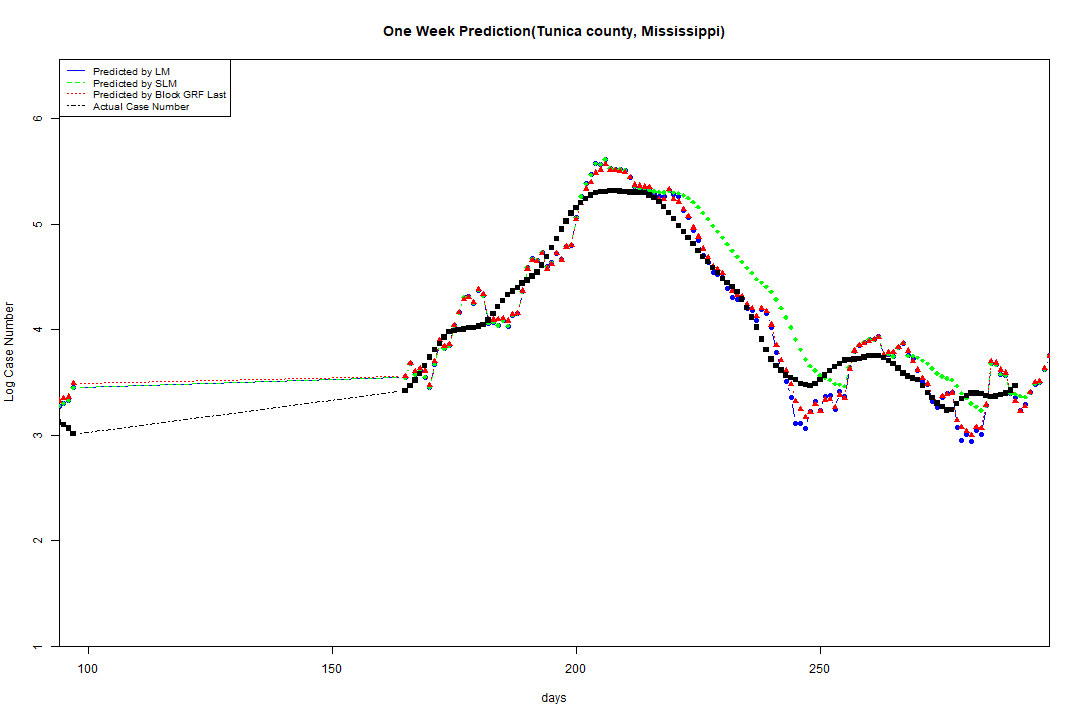 One Week Prediction(Tunica county, Mississippi)
Predicted by LM
Predicted by SLM
Predicted by Block GRF Last
Actual Case Number
6
5
4
3
2
1
Log Case Number
100 150 200 250
days